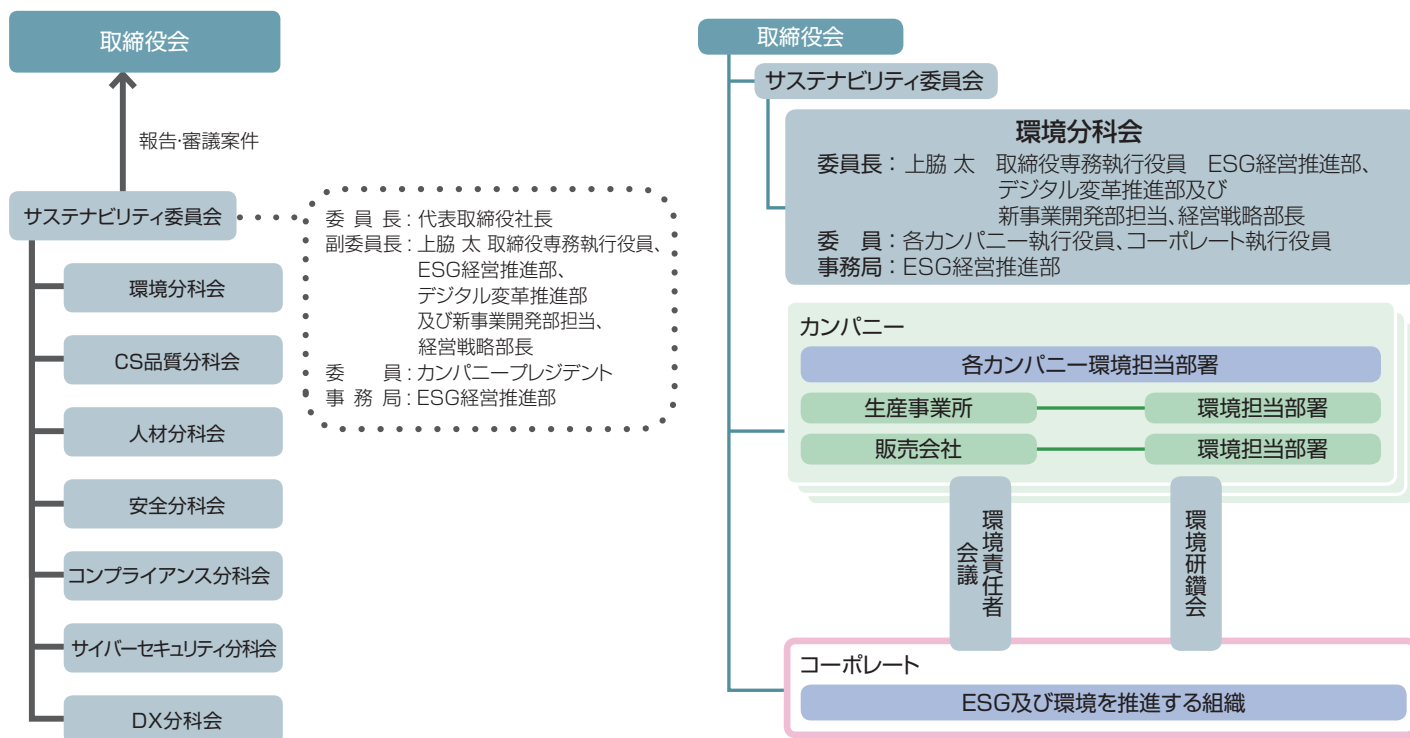 取締役会
報告・審議案件
サステナビリティ委員会
環境分科会
CS品質分科会
人材分科会
安全分科会
コンプライアンス分科会
サイバーセキュリティ分科会
DX分科会
委員長：代表取締役社長
副委員長：上脇 太 取締役専務執行役員、
ESG経営推進部、
デジタル変革推進部
及び新事業開発部担当、
経営戦略部長
委　員：カンパニープレジデント
事務局：ESG経営推進部
取締役会
サステナビリティ委員会
環境分科会
委員長：上脇 太　取締役専務執行役員　ESG経営推進部、
デジタル変革推進部及び
新事業開発部担当、経営戦略部長
委　員：各カンパニー執行役員、コーポレート執行役員
事務局：ESG経営推進部
カンパニー
各カンパニー環境担当部署
生産事業所　環境担当部署
販売会社　環境担当部署
環境責任者
会議
環境研鑽会
コーポレート
ESG及び環境を推進する組織